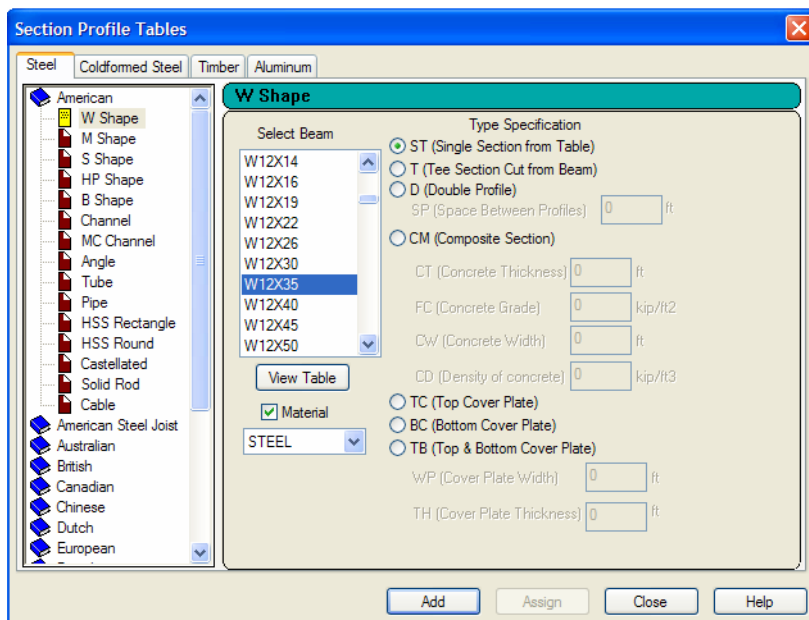 Section Profile Tables
Steel
Coldformed Steel
Timber
Aluminum
American
W Shape
M Shape
S Shape
HP Shape
B Shape
Channel
MC Channel
Angle
Tube
Pipe
HSS Rectangle
HSS Round
Castellated
Solid Rod
Cable
American Steel Joist
Australian
British
Canadian
Chinese
Dutch
European
W Shape
Select Beam
W12X14
W12X16
W12X19
W12X22
W12X26
W12X30
W12X35
W12X40
W12X45
W12X50
View Table
Material
STEEL
Type Specification
ST (Single Section from Table)
T (Tee Section Cut from Beam)
D (Double Profile)
SP (Space Between Profiles) 0 ft
CM (Composite Section)
CT (Concrete Thickness) 0 ft
FC (Concrete Grade) 0 kip/ft2
CW (Concrete Width) 0 ft
CD (Density of concrete) 0 kip/ft3
TC (Top Cover Plate)
BC (Bottom Cover Plate)
TB (Top & Bottom Cover Plate)
WP (Cover Plate Width) 0 ft
TH (Cover Plate Thickness) 0 ft
Add
Assign
Close
Help